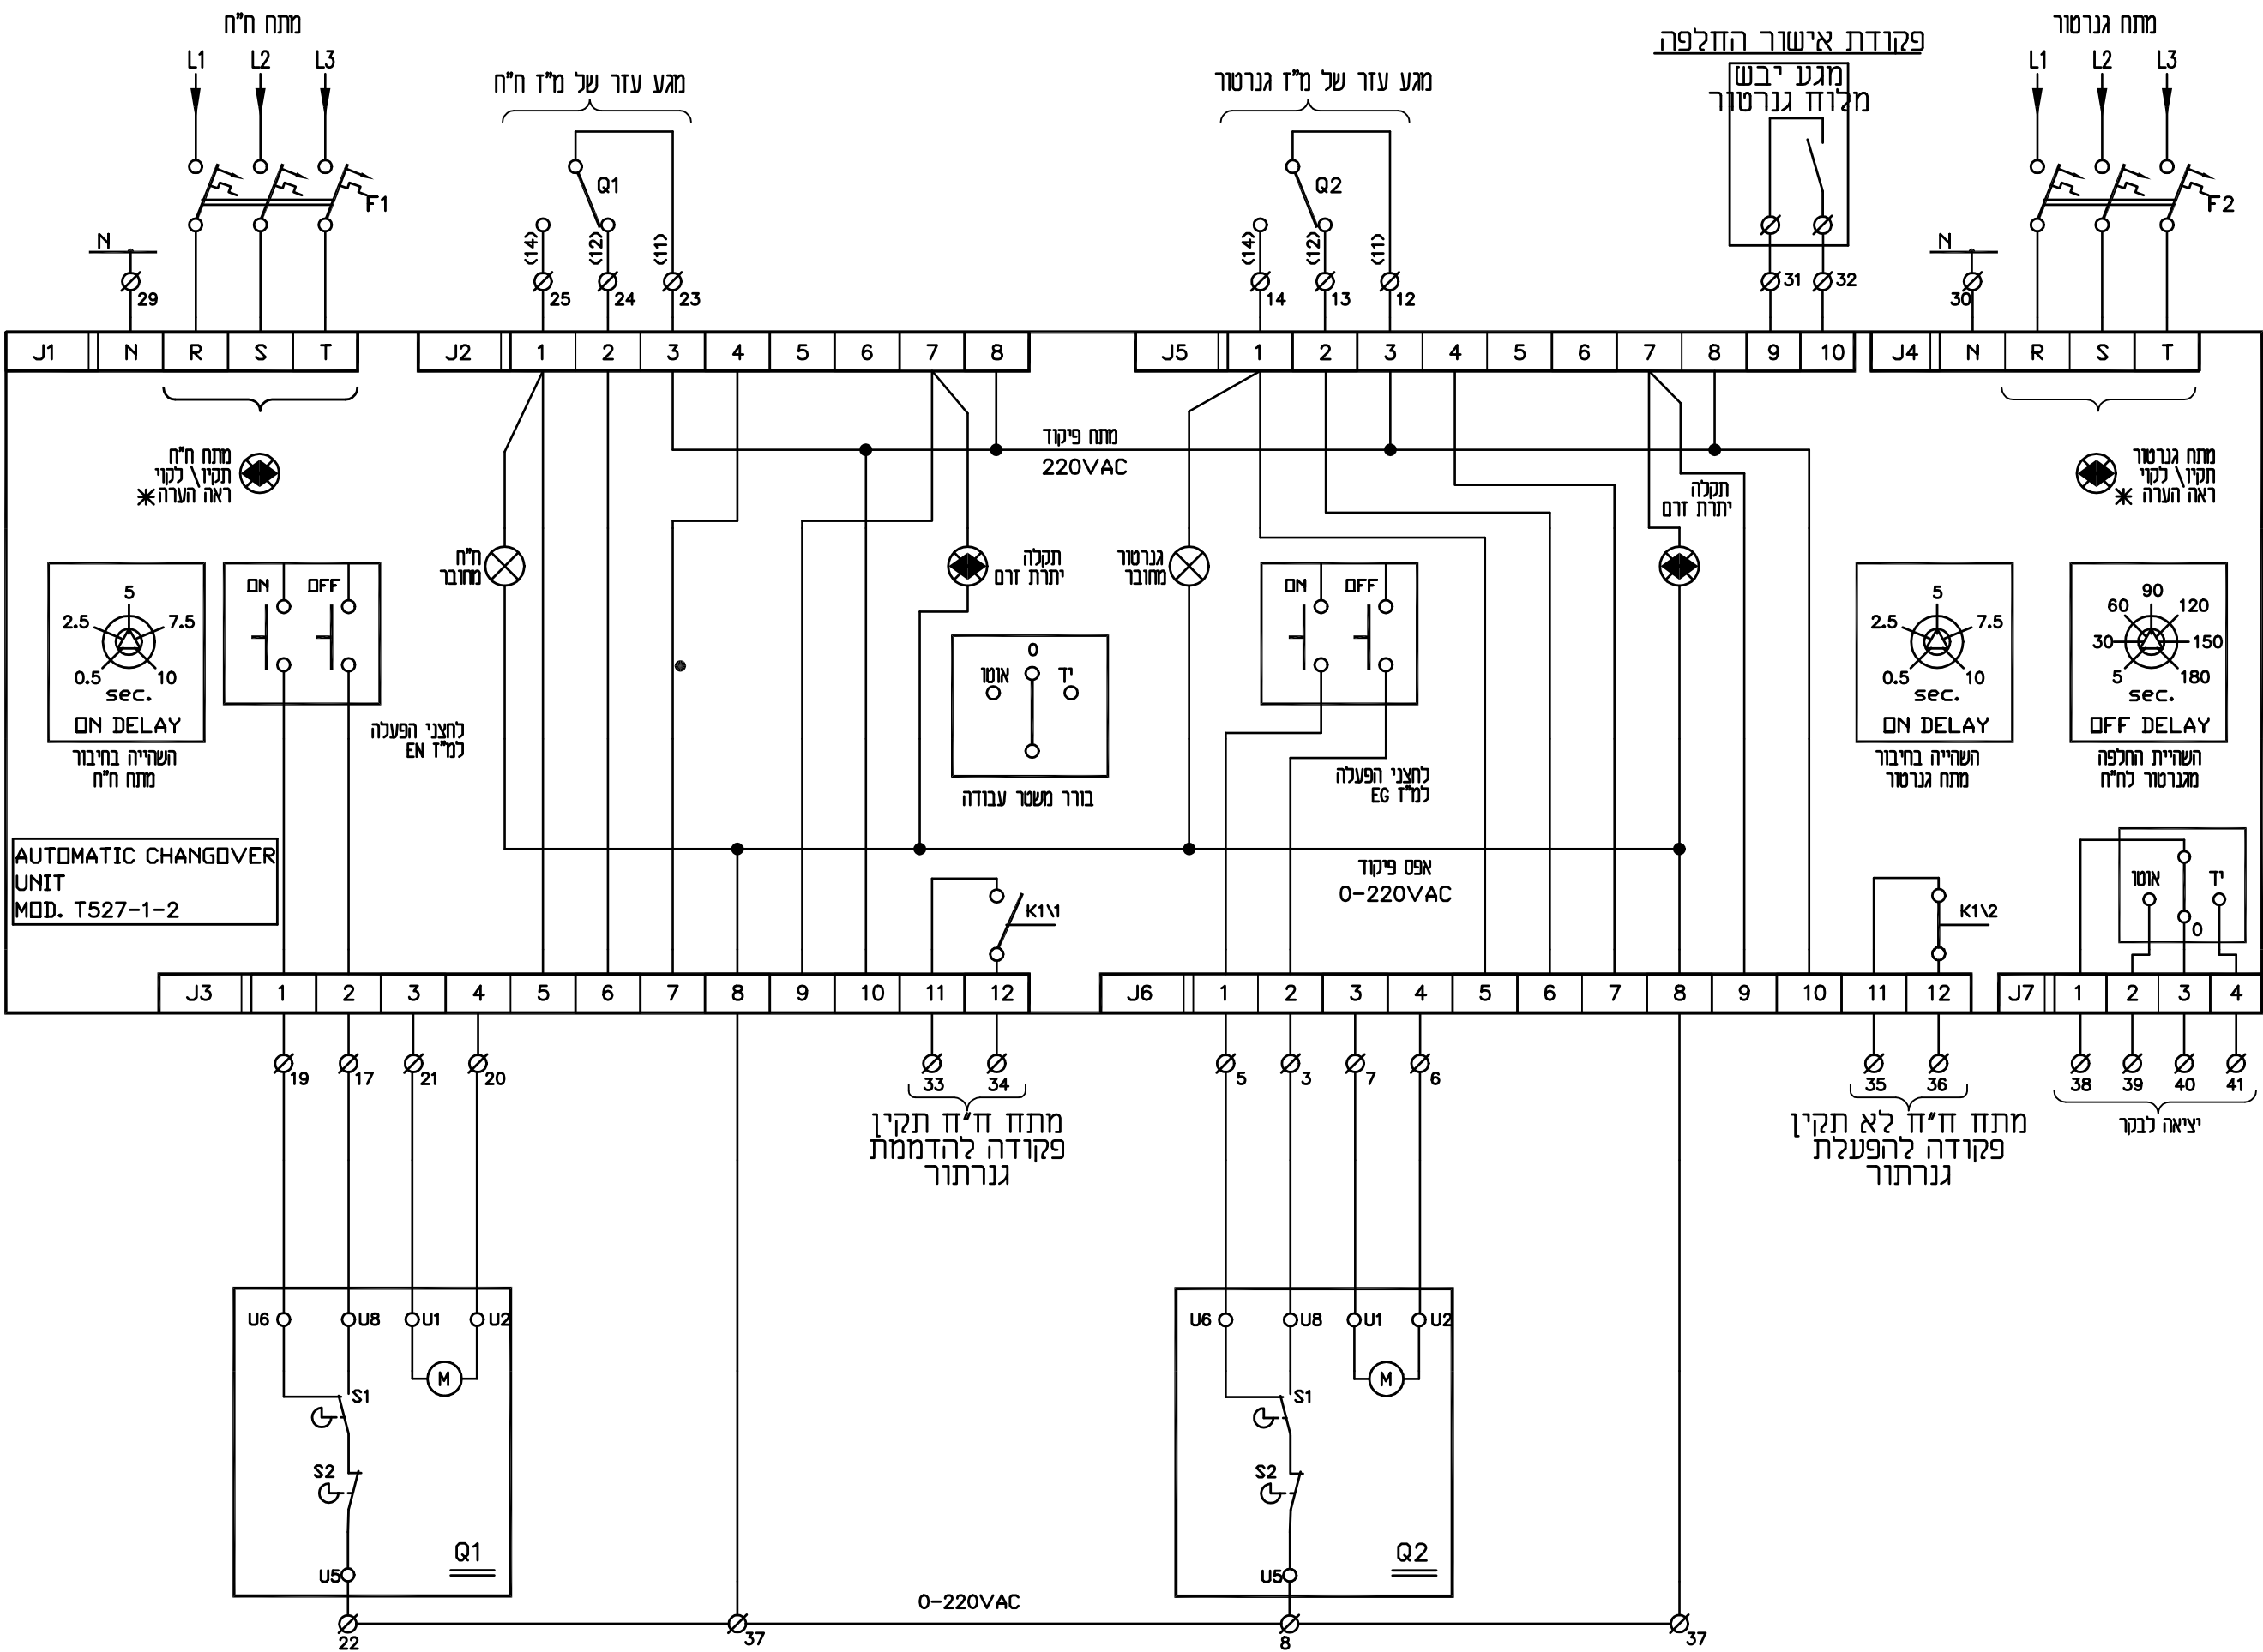 מתח ח"ח
L1 L2 L3
F1
N
29
מגע עזר של מ"ז ח"ח
Q1
(14) (12) (11)
25 24 23
מגע עזר של מ"ז גנרטור
Q2
(14) (12) (11)
14 13 12
פקודת אישור החלפה
מגע יבש
מלוח גנרטור
31 32
מתח גנרטור
L1 L2 L3
F2
N
30
J1 N R S T
J2 1 2 3 4 5 6 7 8
J5 1 2 3 4 5 6 7 8 9 10
J4 N R S T
מתח ח"ח
תקין\ לקוי
ראה הערה*
מתח פיקוד
220VAC
תקלה
יתרת זרם
מתח גנרטור
תקין\ לקוי
ראה הערה *
ח"ח
מחובר
תקלה
יתרת זרם
גנרטור
מחובר
5
2.5 7.5
0.5 10
sec.
ON DELAY
השהייה בחיבור
מתח ח"ח
ON OFF
לחצני הפעלה
למ"ז EN
0
אוטו יד
בורר משטר עבודה
ON OFF
לחצני הפעלה
למ"ז EG
5
2.5 7.5
0.5 10
sec.
ON DELAY
השהייה בחיבור
מתח גנרטור
90
60 120
30 150
5 180
sec.
OFF DELAY
השהיית החלפה
מגנרטור לח"ח
AUTOMATIC CHANGOVER
UNIT
MOD. T527-1-2
אפס פיקוד
0-220VAC
K1\1
K1\2
אוטו יד
0
J3 1 2 3 4 5 6 7 8 9 10 11 12
J6 1 2 3 4 5 6 7 8 9 10 11 12
J7 1 2 3 4
19 17 21 20
33 34
מתח ח"ח תקין
פקודה להדממת
גנרתור
5 3 7 6
35 36
מתח ח"ח לא תקין
פקודה להפעלת
גנרתור
38 39 40 41
יציאה לבקר
U6 U8 U1 U2
M
S1
S2
Q1
U5
22
37
0-220VAC
U6 U8 U1 U2
M
S1
S2
Q2
U5
8
37